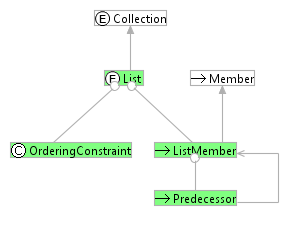 E Collection
E List
Member
C OrderingConstraint
ListMember
Predecessor